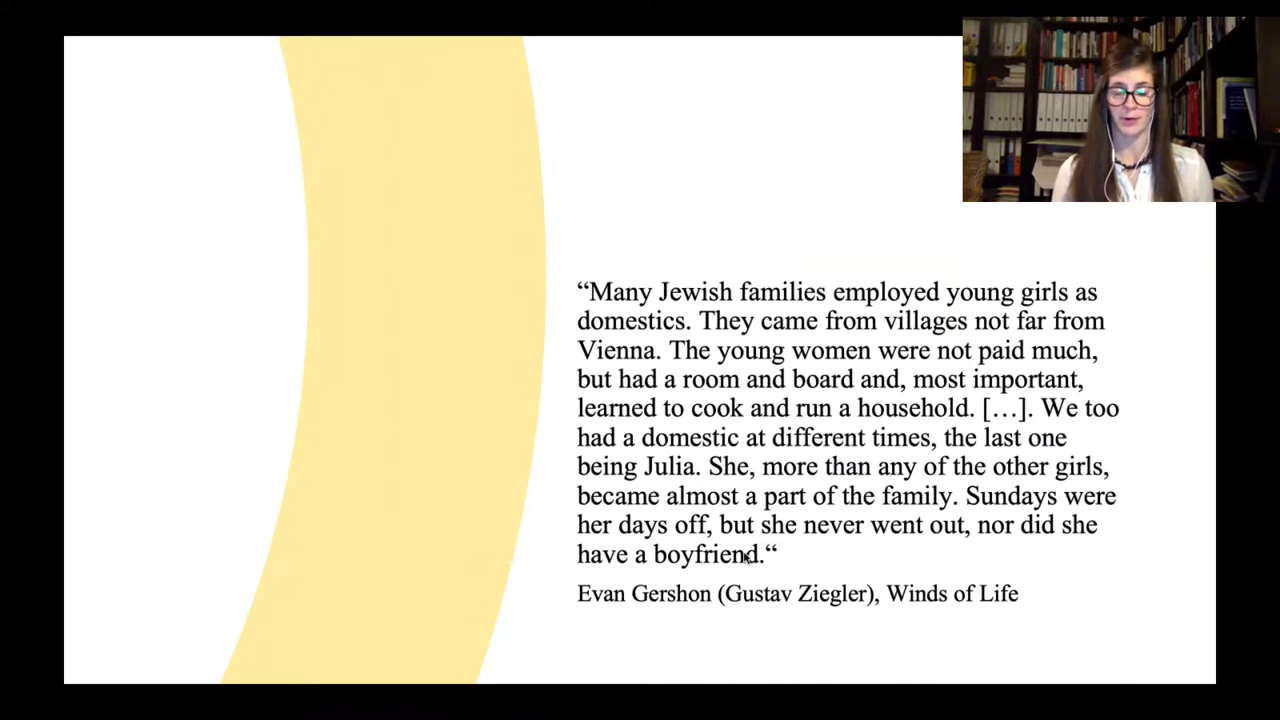 “Many Jewish families employed young girls as
domestics. They came from villages not far from
Vienna. The young women were not paid much,
but had a room and board and, most important,
learned to cook and run a household. […]. We too
had a domestic at different times, the last one
being Julia. She, more than any of the other girls,
became almost a part of the family. Sundays were
her days off, but she never went out, nor did she
have a boyfriend.“
Evan Gershon (Gustav Ziegler), Winds of Life